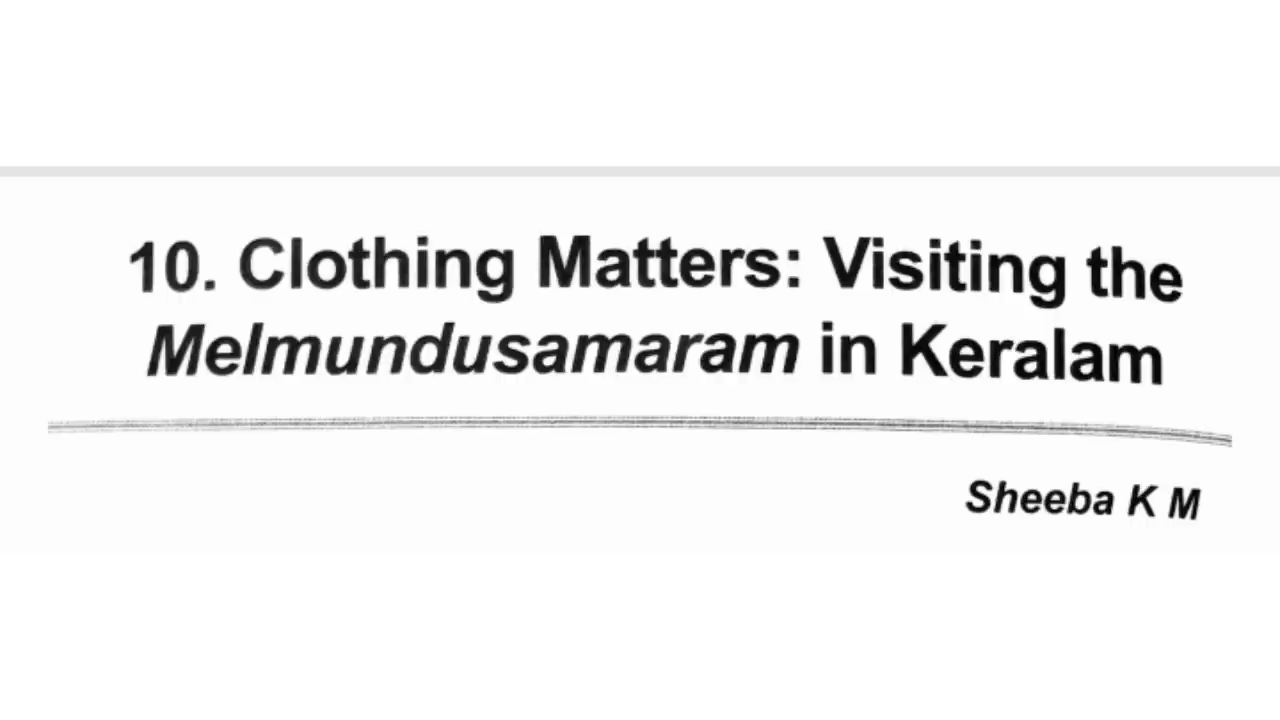 10. Clothing Matters: Visiting the
Melmundusamaram in Keralam
Sheeba K M